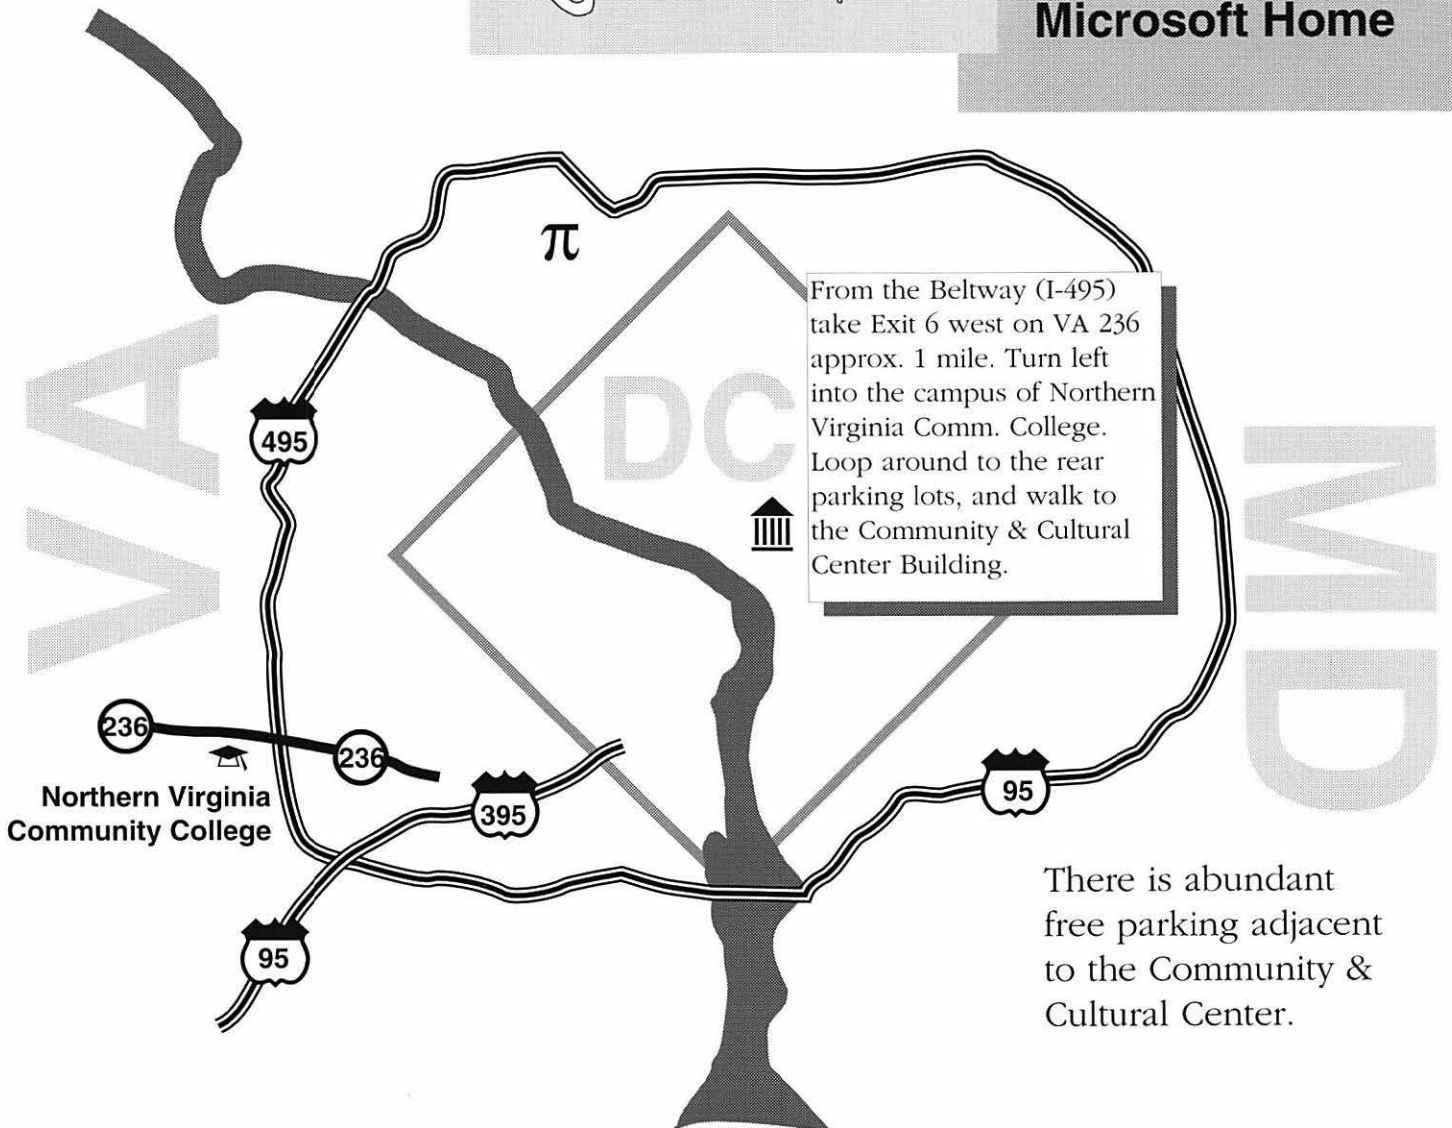 Microsoft Home
π
From the Beltway (I-495)
take Exit 6 west on VA 236
approx. 1 mile. Turn left
into the campus of Northern
Virginia Comm. College.
Loop around to the rear
parking lots, and walk to
the Community & Cultural
Center Building.
VA
DC
MD
495
236
236
Northern Virginia
Community College
395
95
95
There is abundant
free parking adjacent
to the Community &
Cultural Center.